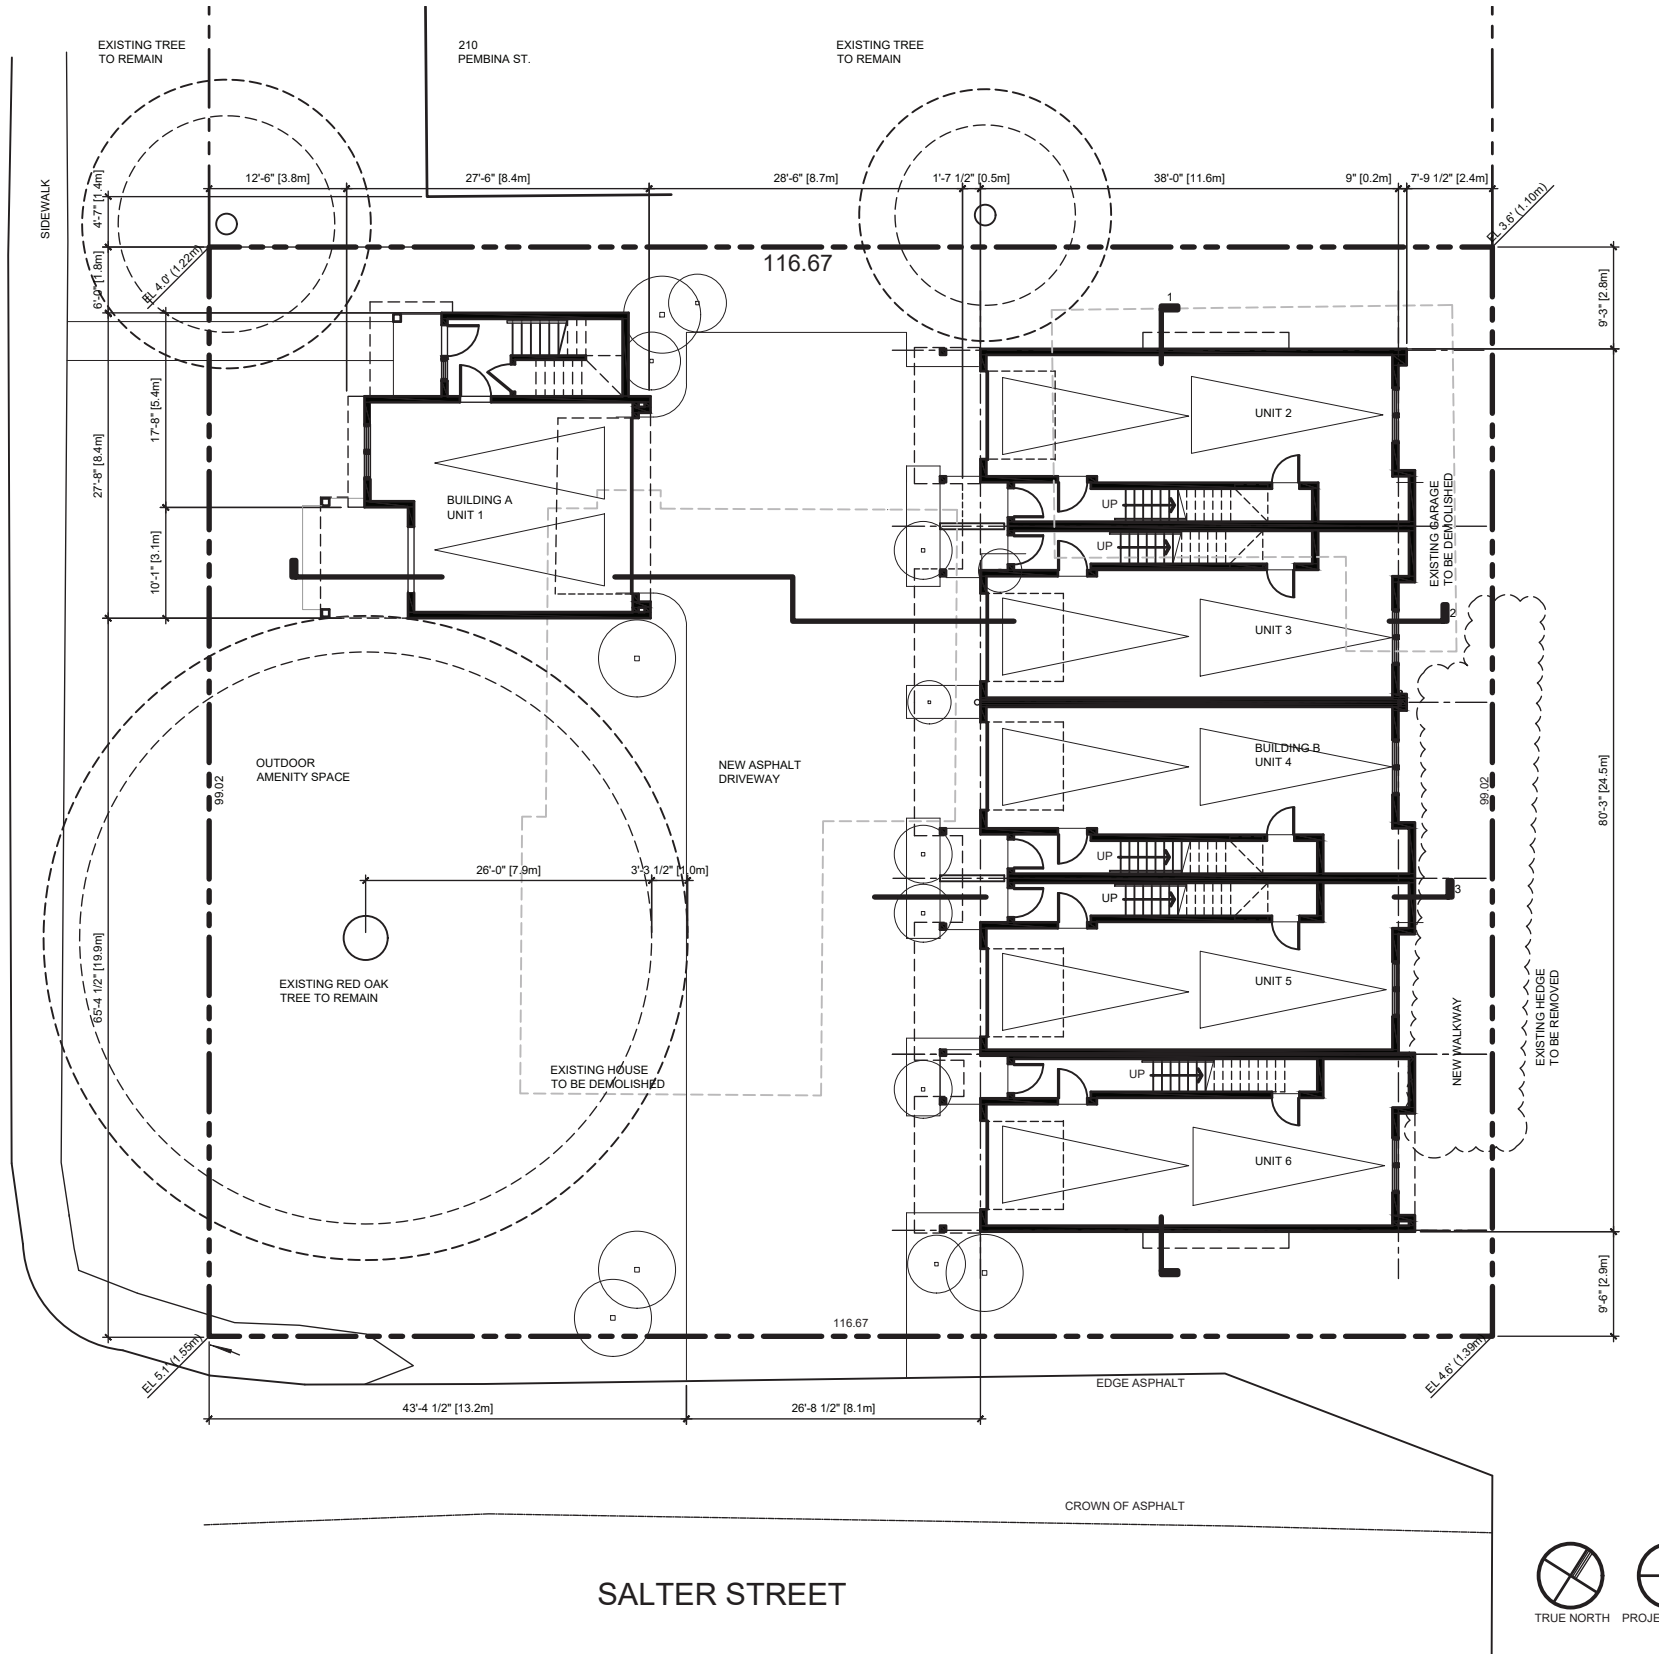 EXISTING TREE
TO REMAIN
210
PEMBINA ST.
EXISTING TREE
TO REMAIN
SIDEWALK
4'-7" [1.4m]
12'-6" [3.8m]
27'-6" [8.4m]
28'-6" [8.7m]
1'-7 1/2" [0.5m]
38'-0" [11.6m]
9" [0.2m]
7'-9 1/2" [2.4m]
EL 3.6' (1.10m)
6'-0" [1.8m]
EL 4.0' (1.22m)
116.67
9'-3" [2.8m]
1
UNIT 2
17'-8" [5.4m]
27'-8" [8.4m]
BUILDING A
UNIT 1
UP
UP
EXISTING GARAGE
TO BE DEMOLISHED
10'-1" [3.1m]
2
UNIT 3
OUTDOOR
AMENITY SPACE
99.02
NEW ASPHALT
DRIVEWAY
BUILDING B
UNIT 4
99.02
80'-3" [24.5m]
26'-0" [7.9m]
3'-3 1/2" [1.0m]
UP
UP
3
65'-4 1/2" [19.9m]
EXISTING RED OAK
TREE TO REMAIN
UNIT 5
NEW WALKWAY
EXISTING HEDGE
TO BE REMOVED
EXISTING HOUSE
TO BE DEMOLISHED
UP
UNIT 6
9'-6" [2.9m]
116.67
EL 5.1' (1.55m)
EL 4.6' (1.39m)
EDGE ASPHALT
43'-4 1/2" [13.2m]
26'-8 1/2" [8.1m]
CROWN OF ASPHALT
SALTER STREET
TRUE NORTH
PROJE